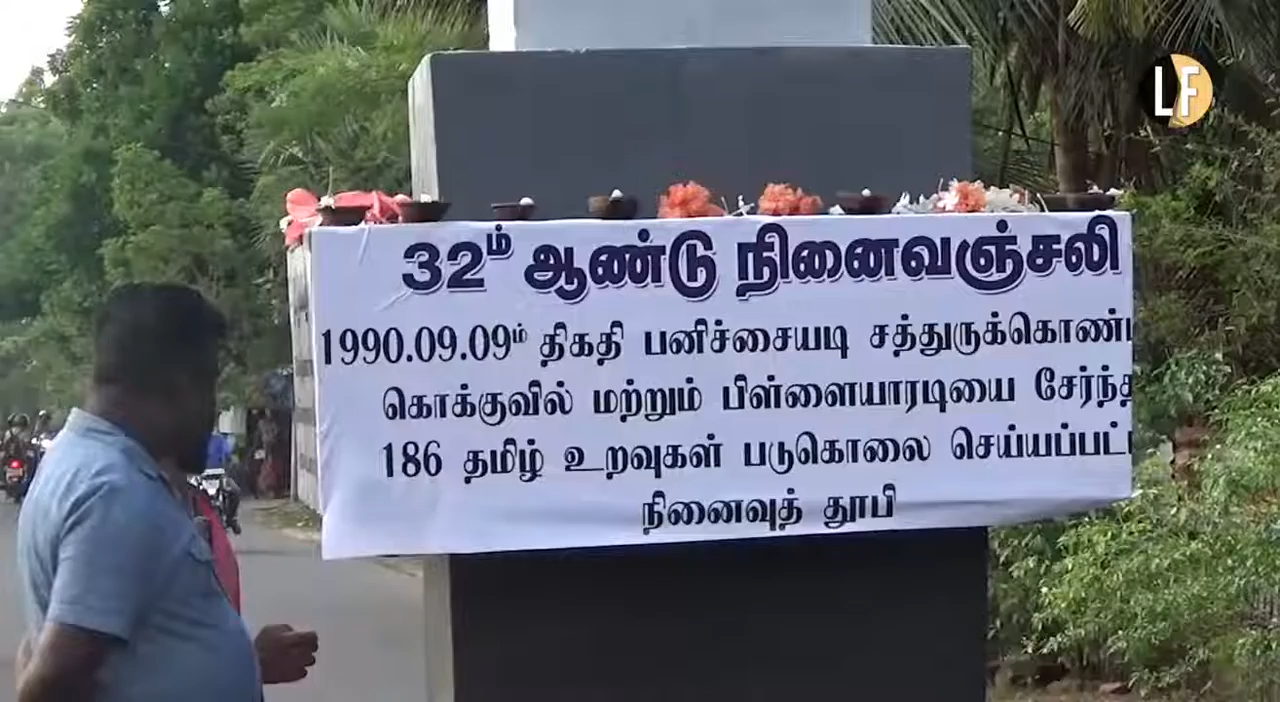 LF
32ம் ஆண்டு நினைவஞ்சலி
1990.09.09ம் திகதி பனிச்சையடி சத்துருக்கொண்
கொக்குவில் மற்றும் பிள்ளையாரடியை சேர்ந்த
186 தமிழ் உறவுகள் படுகொலை செய்யப்பட்
நினைவுத் தூபி